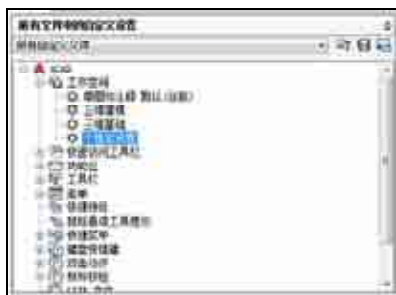 所有文件中的自定义设置
所有自定义文件
ACAD
工作空间
草图与注释 默认 (当前)
三维基础
三维建模
快速访问工具栏
功能区
工具栏
菜单
快捷特性
鼠标悬停工具提示
快捷菜单
键盘快捷键
双击动作
鼠标按钮
LISP 文件